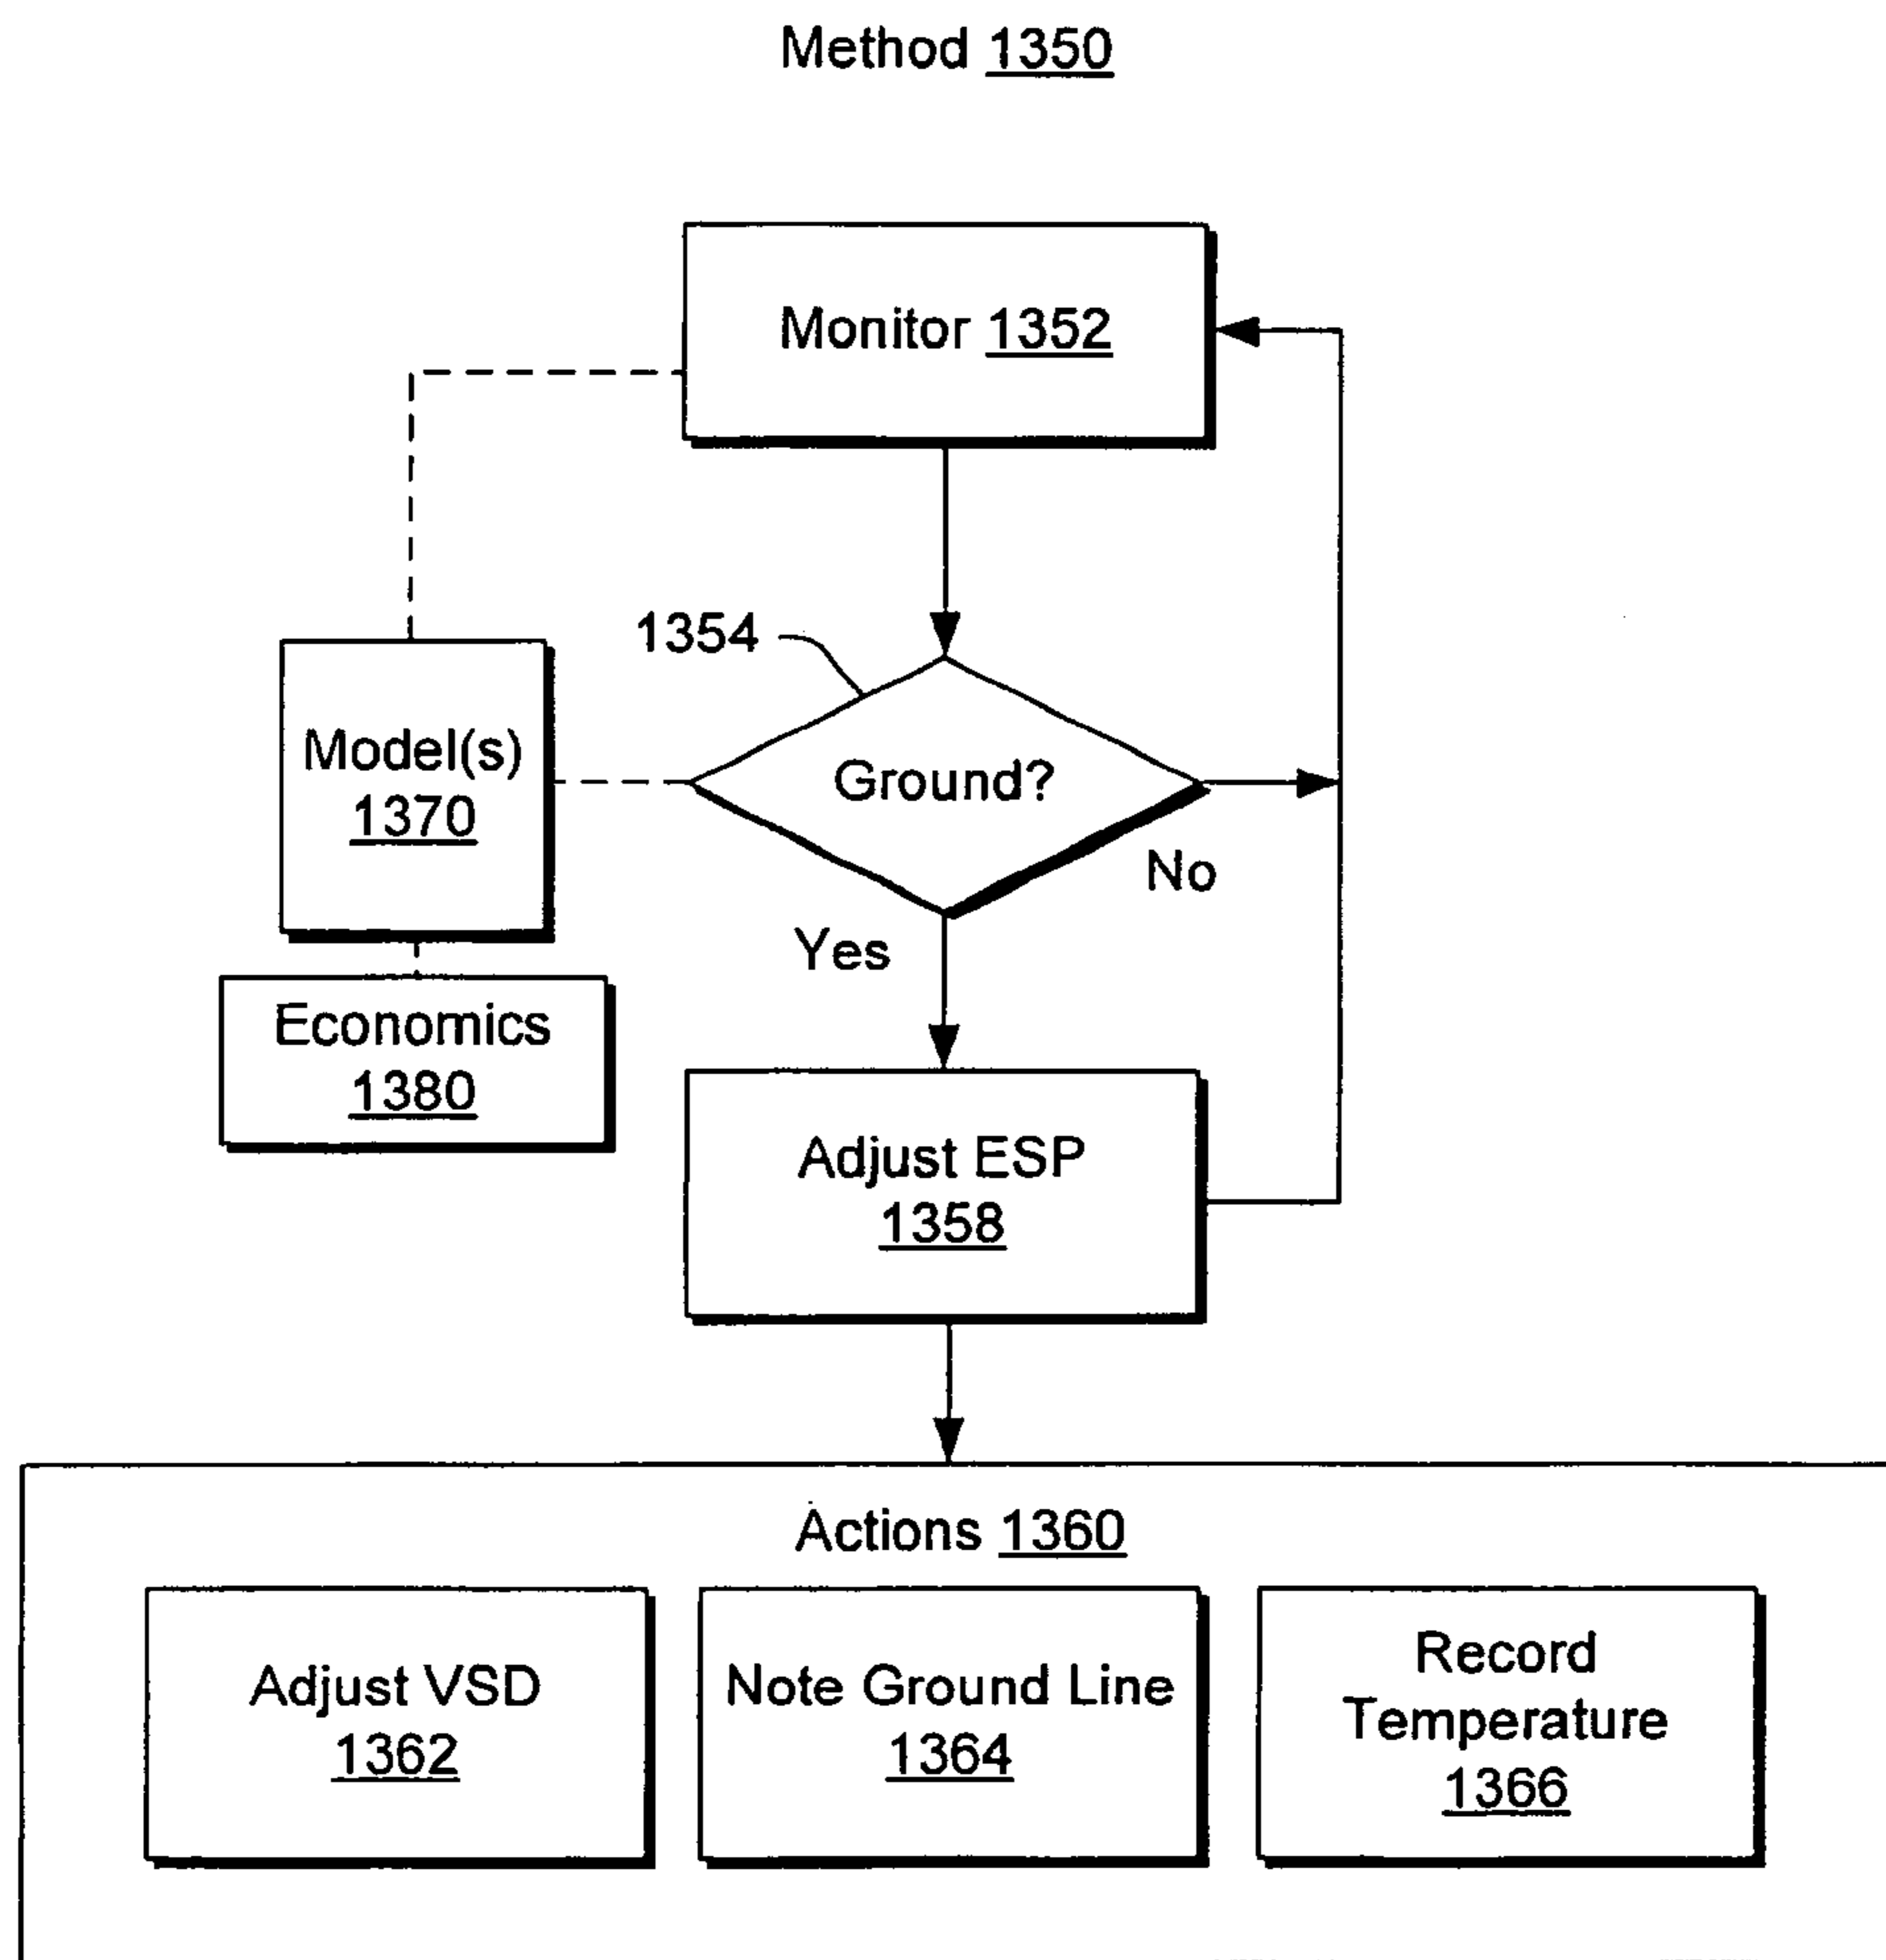 Method 1350
Monitor 1352
1354
Model(s)
1370
Ground?
No
Yes
Economics
1380
Adjust ESP
1358
Actions 1360
Adjust VSD
1362
Note Ground Line
1364
Record
Temperature
1366